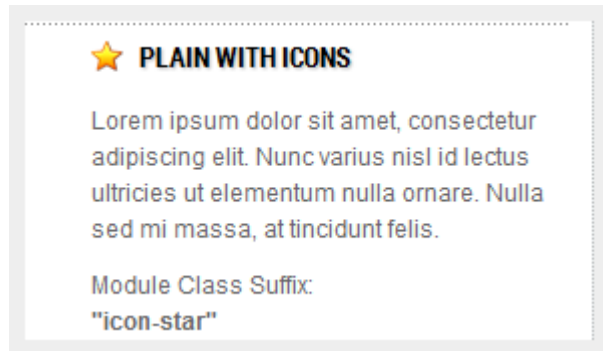 PLAIN WITH ICONS
Lorem ipsum dolor sit amet, consectetur
adipiscing elit. Nunc varius nisl id lectus
ultricies ut elementum nulla ornare. Nulla
sed mi massa, at tincidunt felis.
Module Class Suffix:
"icon-star"